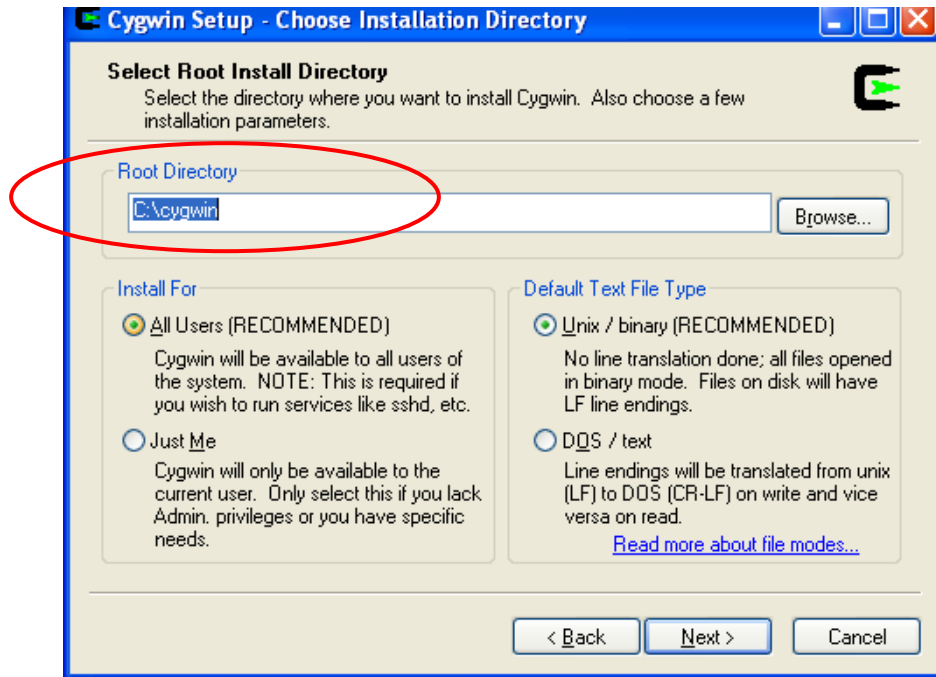 Cygwin Setup - Choose Installation Directory
Select Root Install Directory
Select the directory where you want to install Cygwin. Also choose a few
installation parameters.
Root Directory
C:\cygwin
Browse...
Install For
All Users (RECOMMENDED)
Cygwin will be available to all users of
the system. NOTE: This is required if
you wish to run services like sshd, etc.
Just Me
Cygwin will only be available to the
current user. Only select this if you lack
Admin. privileges or you have specific
needs.
Default Text File Type
Unix / binary (RECOMMENDED)
No line translation done; all files opened
in binary mode. Files on disk will have
LF line endings.
DOS / text
Line endings will be translated from unix
(LF) to DOS (CR-LF) on write and vice
versa on read.
Read more about file modes...
< Back
Next >
Cancel